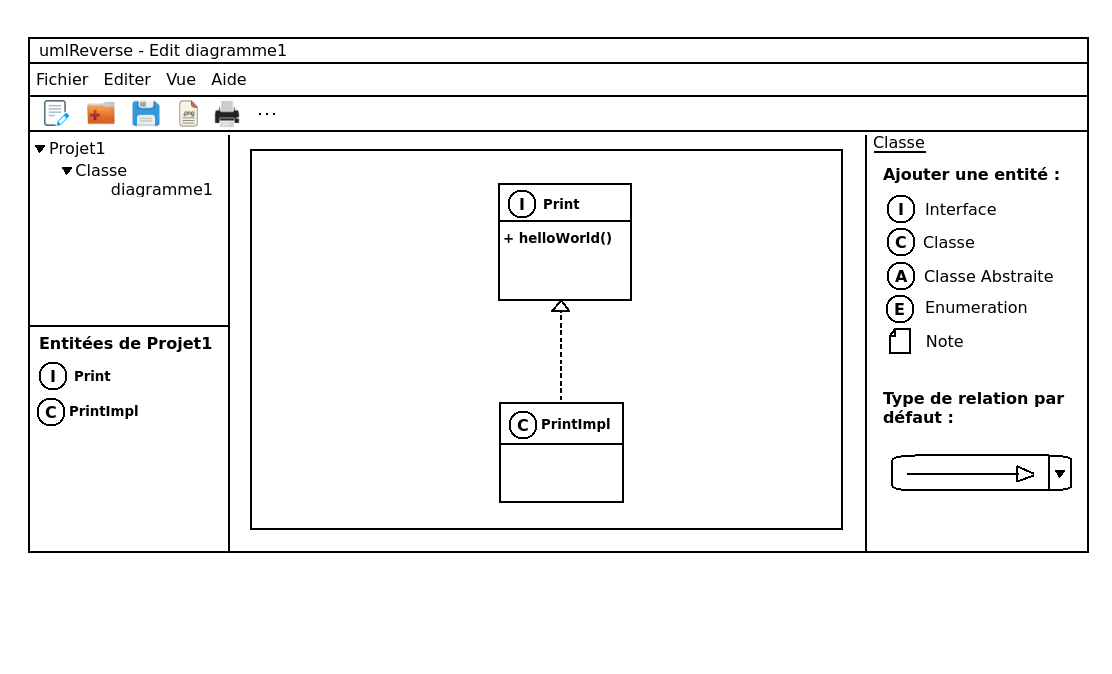 umlReverse - Edit diagramme1
Fichier Editer Vue Aide
.png ...
Projet1
Classe
diagramme1
Entitées de Projet1
I Print
C PrintImpl
I Print
+ helloWorld()
C PrintImpl
Classe
Ajouter une entité :
I Interface
C Classe
A Classe Abstraite
E Enumeration
Note
Type de relation par
défaut :